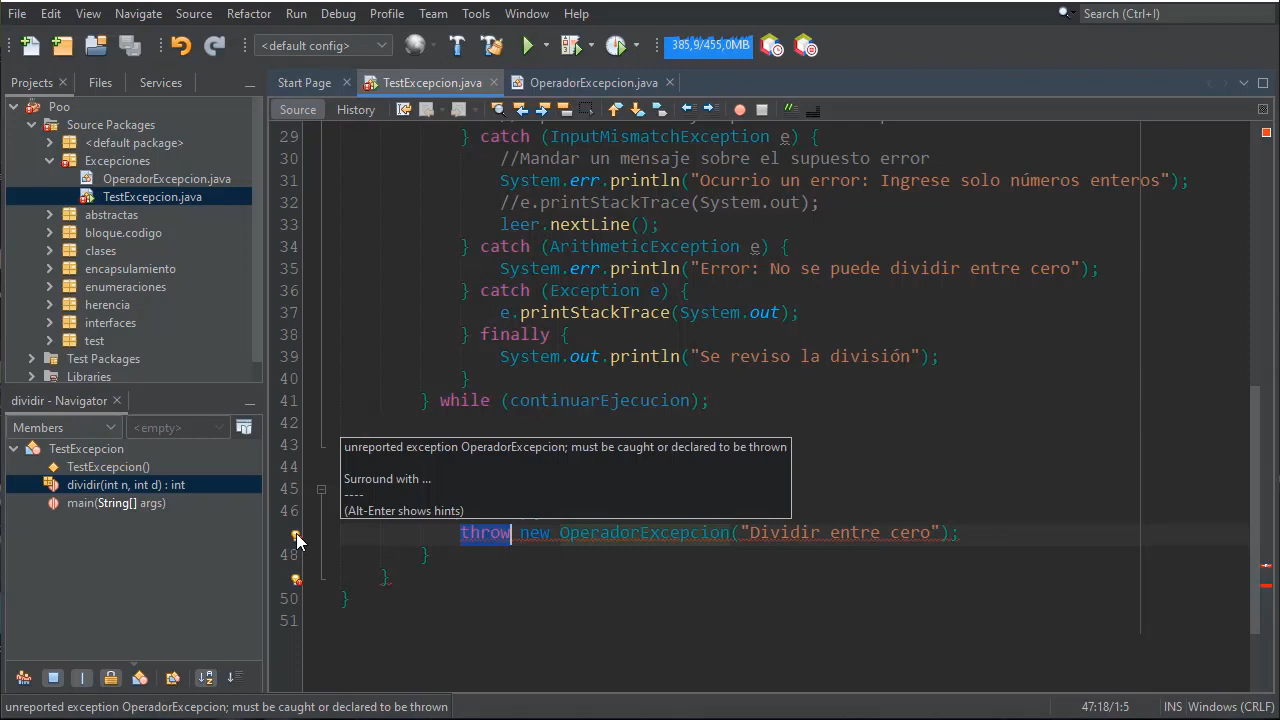 File Edit View Navigate Source Refactor Run Debug Profile Team Tools Window Help Search (Ctrl+I)
<default config> 385,9/455,0MB
Projects Files Services
Start Page TestExcepcion.java OperadorExcepcion.java
Source History
Poo
Source Packages
<default package>
Excepciones
OperadorExcepcion.java
TestExcepcion.java
abstractas
bloque.codigo
clases
encapsulamiento
enumeraciones
herencia
interfaces
test
Test Packages
Libraries
dividir - Navigator
Members <empty>
TestExcepcion
TestExcepcion()
dividir(int n, int d) : int
main(String[] args)
29 } catch (InputMismatchException e) {
30 //Mandar un mensaje sobre el supuesto error
31 System.err.println("Ocurrio un error: Ingrese solo números enteros");
32 //e.printStackTrace(System.out);
33 leer.nextLine();
34 } catch (ArithmeticException e) {
35 System.err.println("Error: No se puede dividir entre cero");
36 } catch (Exception e) {
37 e.printStackTrace(System.out);
38 } finally {
39 System.out.println("Se reviso la división");
40 }
41 } while (continuarEjecucion);
42
43
unreported exception OperadorExcepcion; must be caught or declared to be thrown
44
Surround with ...
45
----
46
(Alt-Enter shows hints)
throw new OperadorExcepcion("Dividir entre cero");
48 }
}
50 }
51
unreported exception OperadorExcepcion; must be caught or declared to be thrown 47:18/1:5 INS Windows (CRLF)